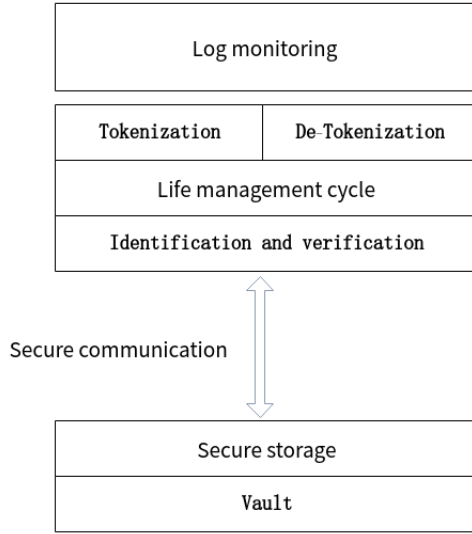 Log monitoring
Tokenization De-Tokenization
Life management cycle
Identification and verification
Secure communication
Secure storage
Vault